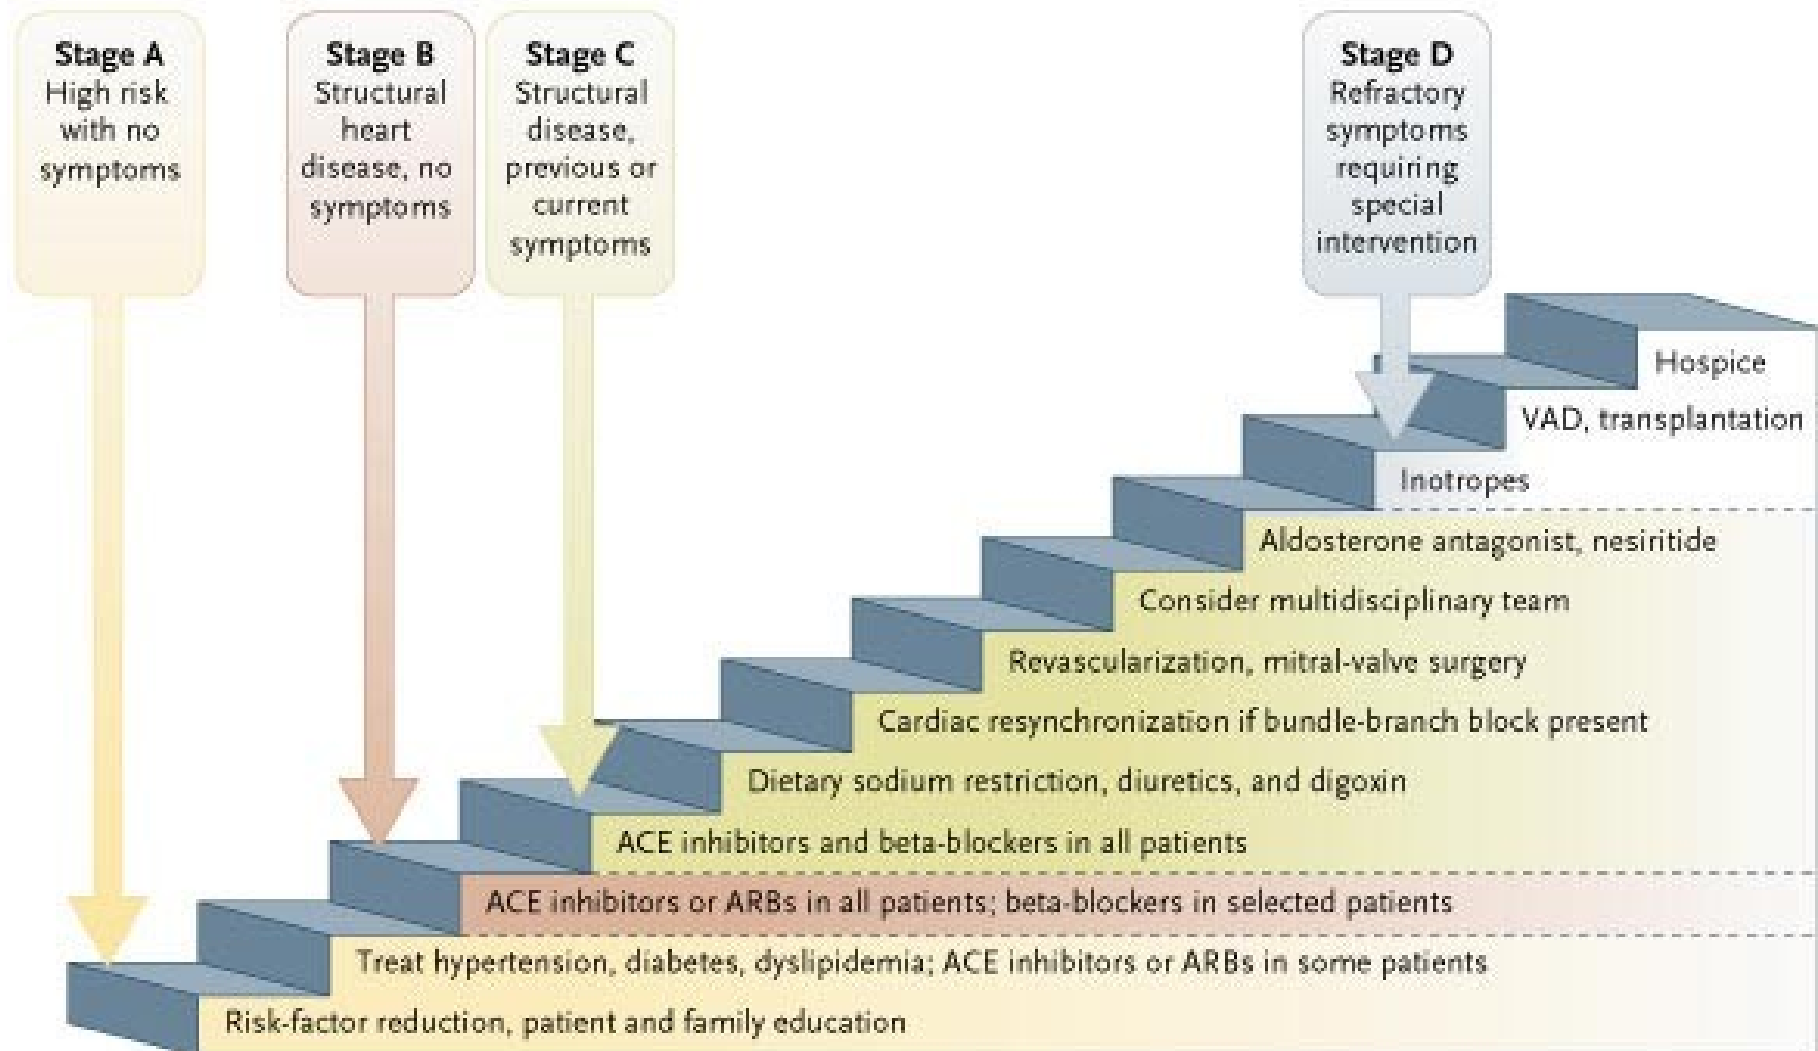 Stage A
High risk
with no
symptoms
Stage B
Structural
heart
disease, no
symptoms
Stage C
Structural
disease,
previous or
current
symptoms
Stage D
Refractory
symptoms
requiring
special
intervention
Hospice
VAD, transplantation
Inotropes
Aldosterone antagonist, nesiritide
Consider multidisciplinary team
Revascularization, mitral-valve surgery
Cardiac resynchronization if bundle-branch block present
Dietary sodium restriction, diuretics, and digoxin
ACE inhibitors and beta-blockers in all patients
ACE inhibitors or ARBs in all patients; beta-blockers in selected patients
Treat hypertension, diabetes, dyslipidemia; ACE inhibitors or ARBs in some patients
Risk-factor reduction, patient and family education